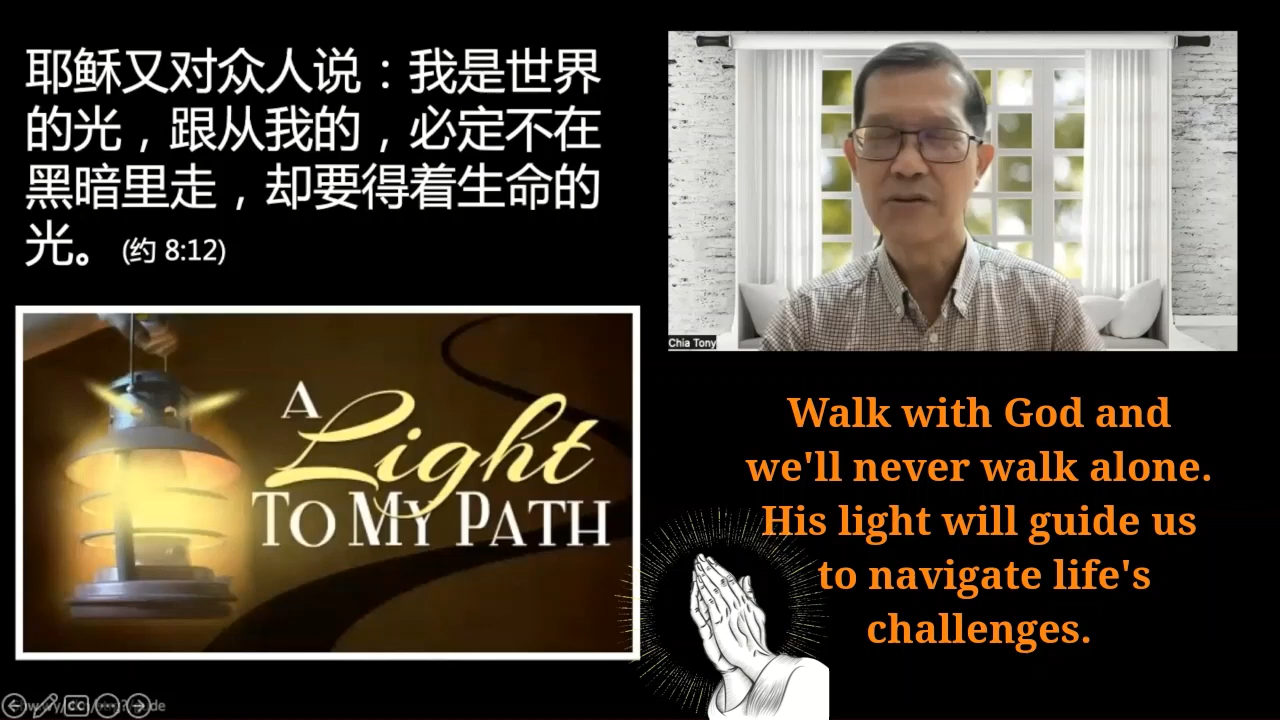 耶稣又对众人说：我是世界
的光，跟从我的，必定不在
黑暗里走，却要得着生命的
光。 (约 8:12)
A
Light
TO MY PATH
Chia Tony
Walk with God and
we'll never walk alone.
His light will guide us
to navigate life's
challenges.
CC